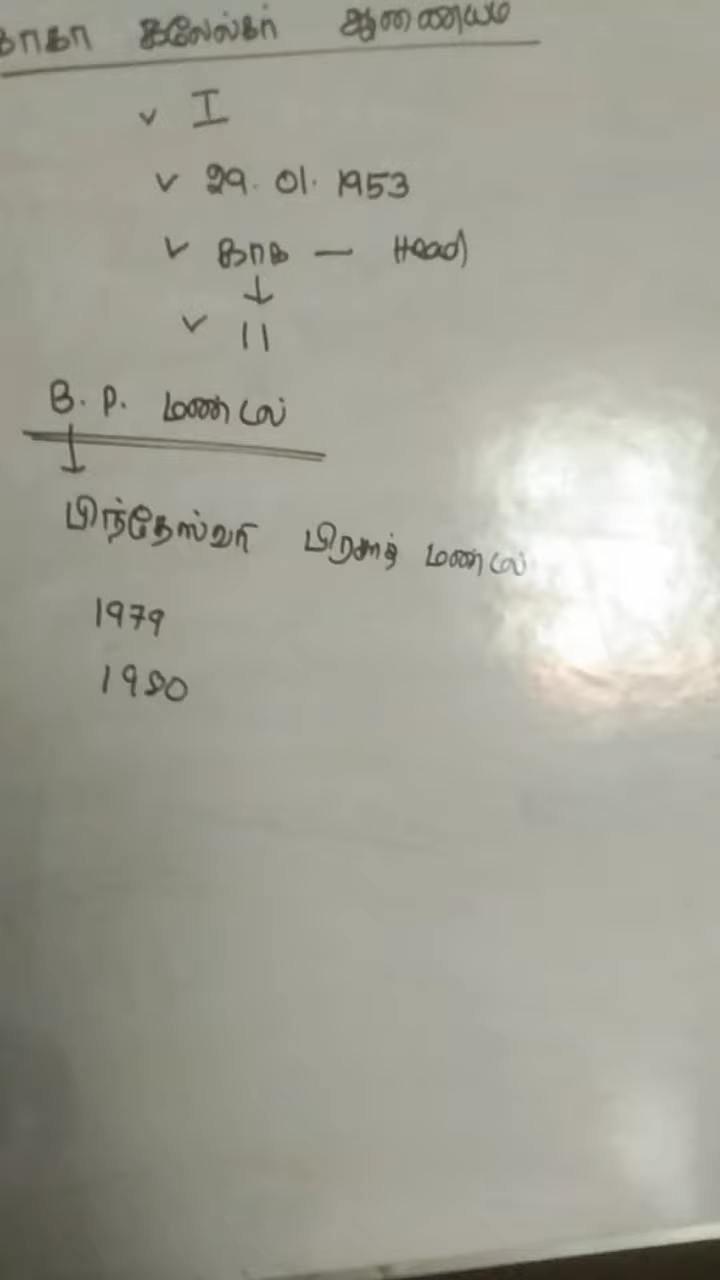 காகா கலேல்கர் ஆணையம்
✓ I
✓ 29. 01. 1953
✓ காக — Head
↓
✓ 11
B. P. மண்டல்
↓
பிந்தேஸ்வரி பிரசாத் மண்டல்
1979
1980